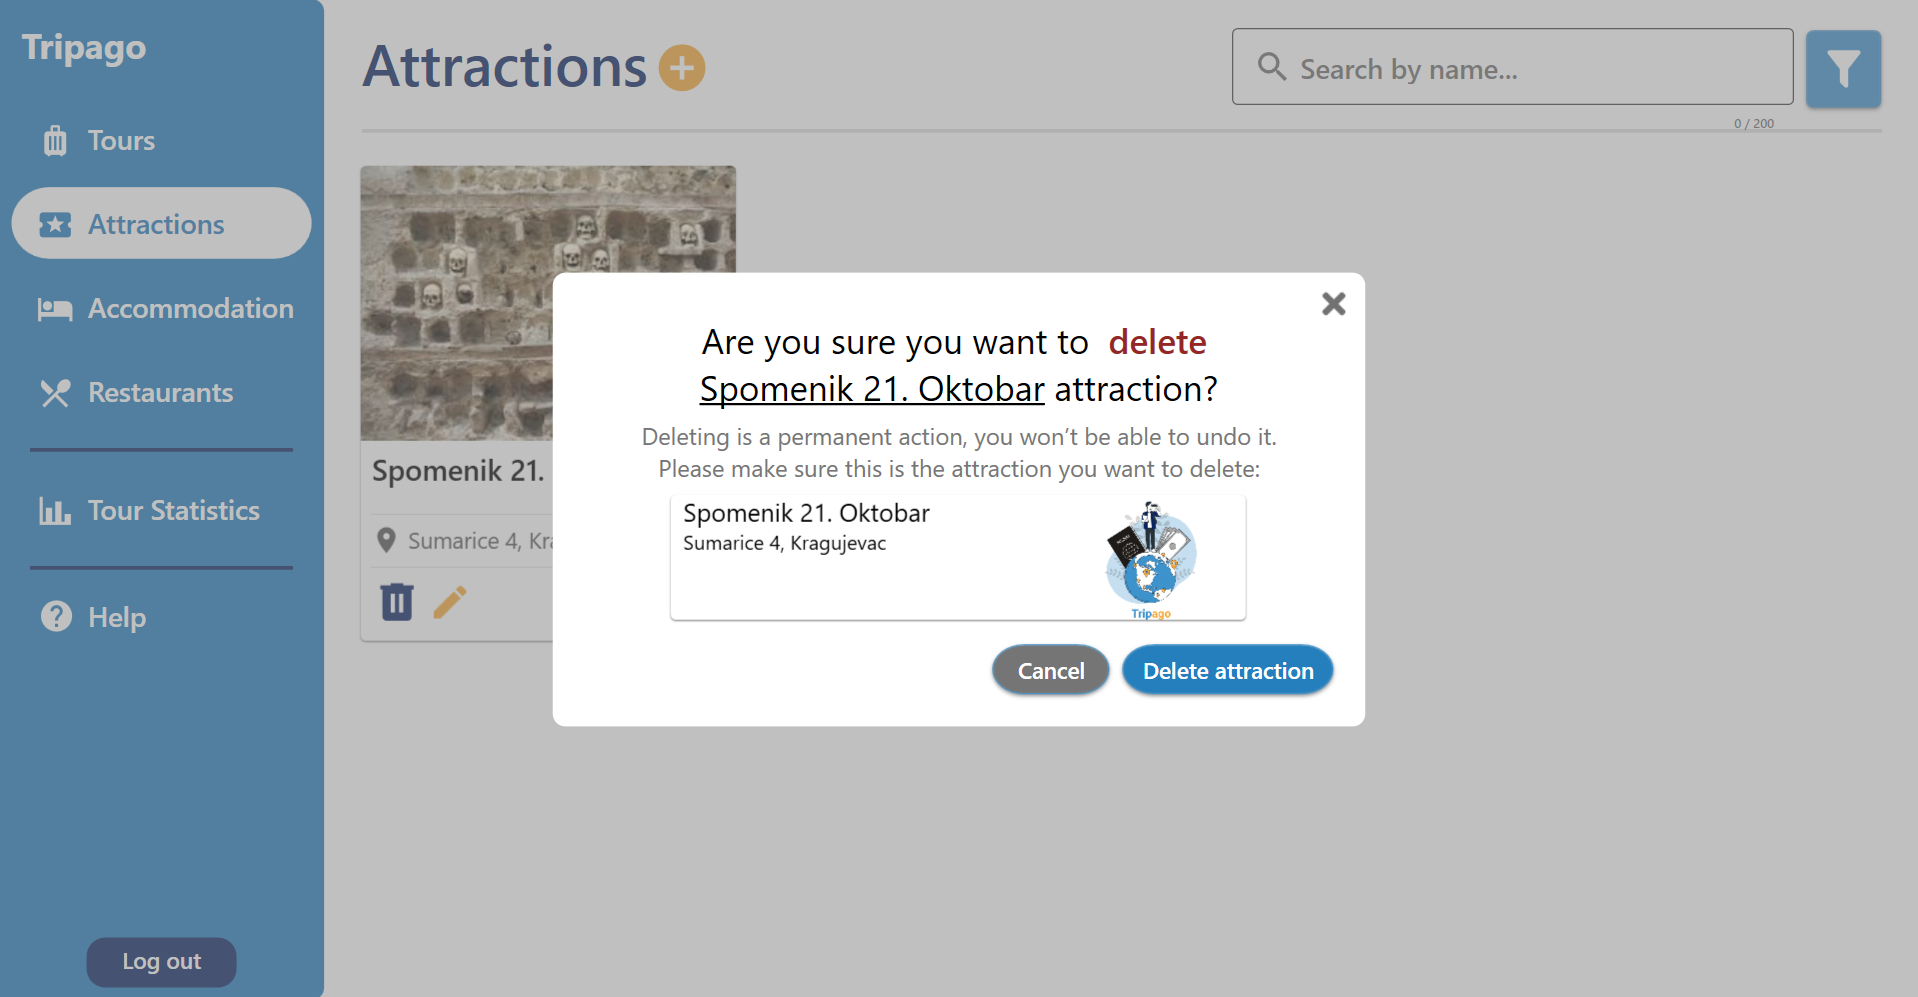 Tripago
Tours
Attractions
Accommodation
Restaurants
Tour Statistics
Help
Log out
Attractions
Search by name...
0 / 200
Spomenik 21.
Sumarice 4, Kra
Are you sure you want to delete
Spomenik 21. Oktobar attraction?
Deleting is a permanent action, you won’t be able to undo it.
Please make sure this is the attraction you want to delete:
Spomenik 21. Oktobar
Sumarice 4, Kragujevac
Tripago
Cancel
Delete attraction